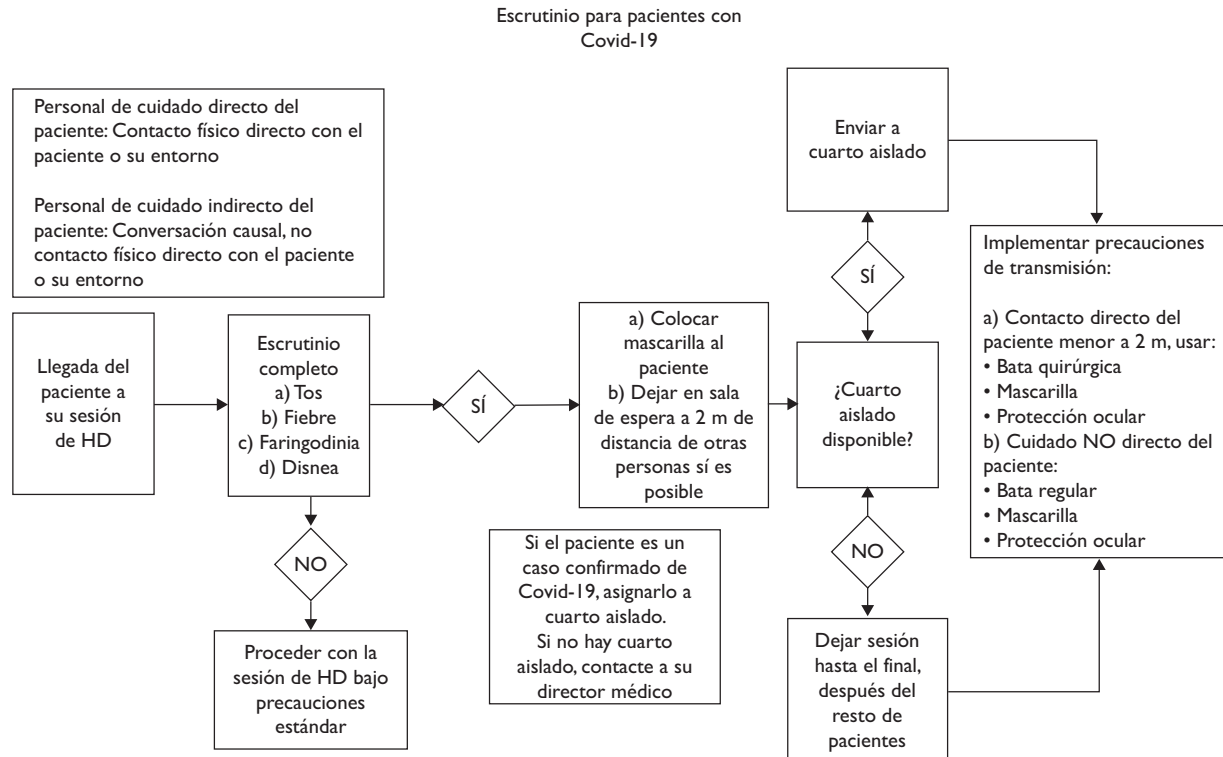 Escrutinio para pacientes con
Covid-19
Personal de cuidado directo del
paciente: Contacto físico directo con el
paciente o su entorno
Personal de cuidado indirecto del
paciente: Conversación causal, no
contacto físico directo con el paciente
o su entorno
Llegada del
paciente a
su sesión
de HD
Escrutinio
completo
a) Tos
b) Fiebre
c) Faringodinia
d) Disnea
NO
Proceder con la
sesión de HD bajo
precauciones
estándar
SÍ
a) Colocar
mascarilla al
paciente
b) Dejar en sala
de espera a 2 m de
distancia de otras
personas sí es
posible
Si el paciente es un
caso confirmado de
Covid-19, asignarlo a
cuarto aislado.
Si no hay cuarto
aislado, contacte a su
director médico
¿Cuarto
aislado
disponible?
SÍ
Enviar a
cuarto aislado
NO
Dejar sesión
hasta el final,
después del
resto de
pacientes
Implementar precauciones
de transmisión:
a) Contacto directo del
paciente menor a 2 m, usar:
• Bata quirúrgica
• Mascarilla
• Protección ocular
b) Cuidado NO directo del
paciente:
• Bata regular
• Mascarilla
• Protección ocular